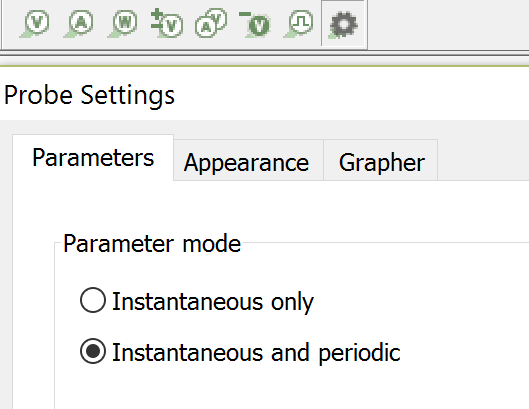 V A W V A V V
Probe Settings
Parameters Appearance Grapher
Parameter mode
Instantaneous only
Instantaneous and periodic